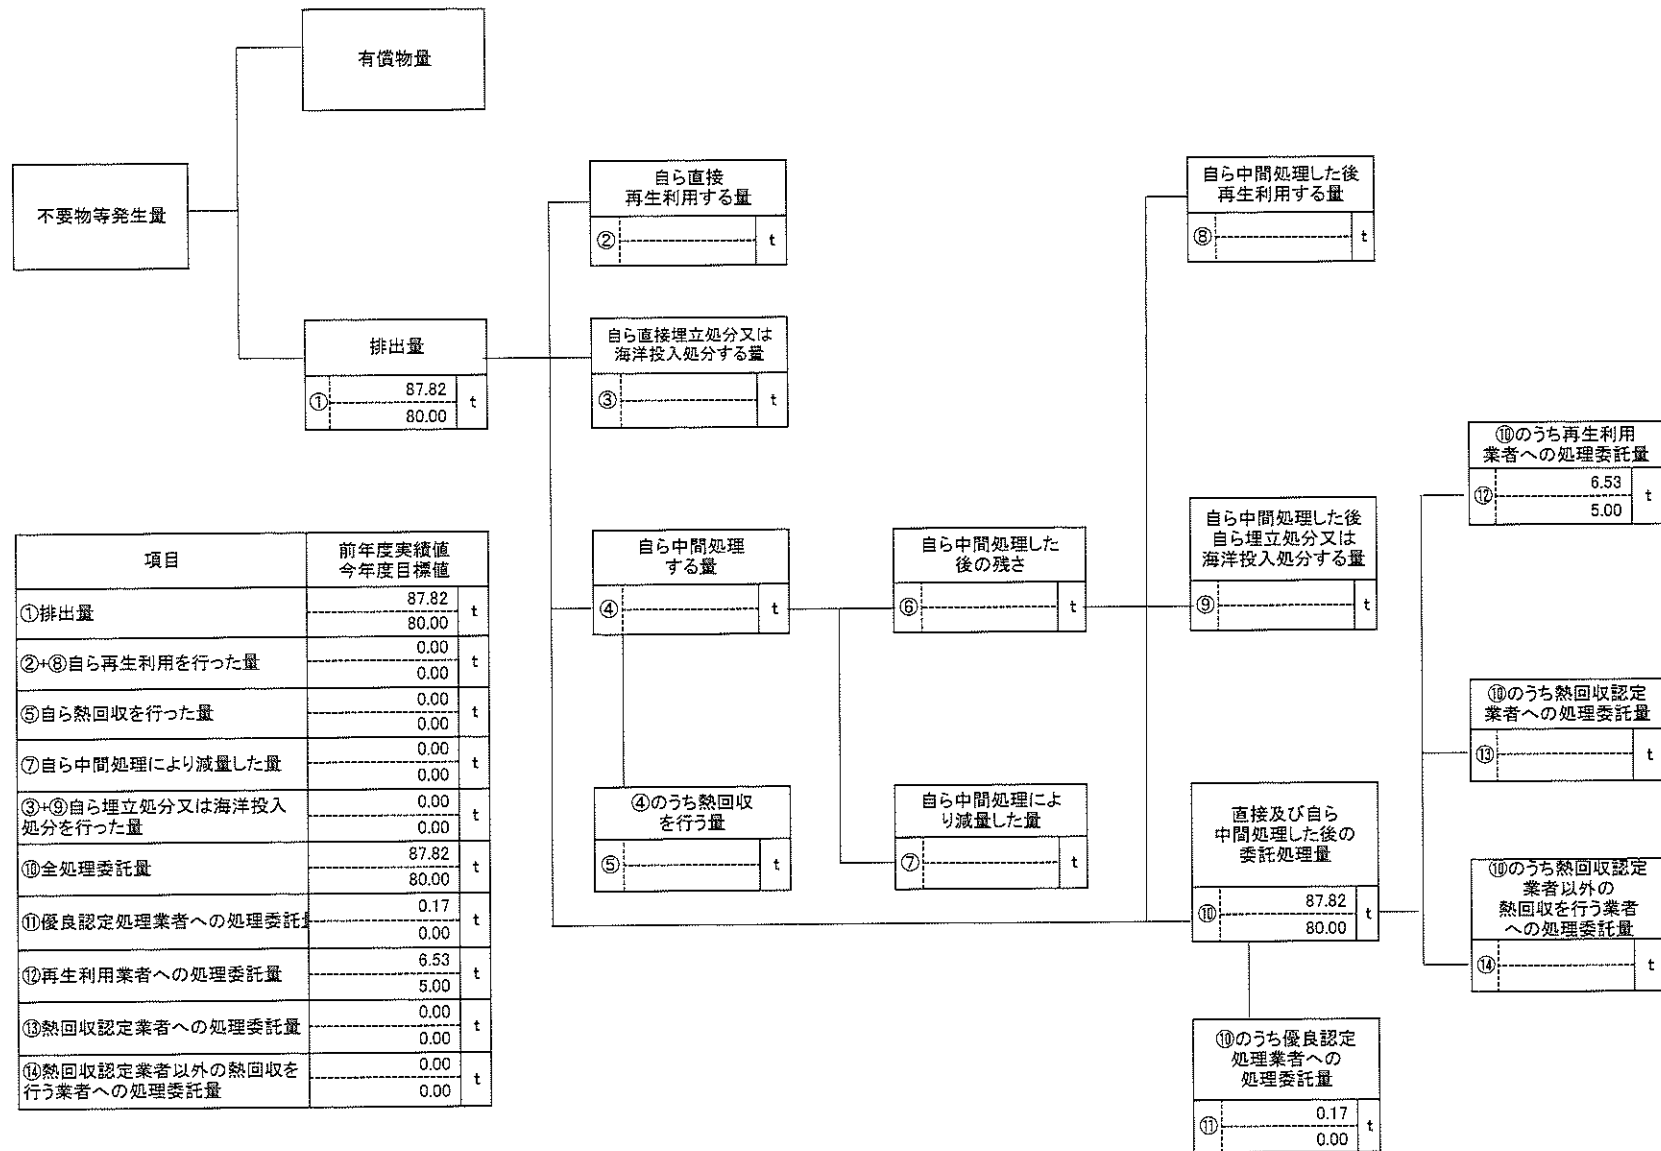 有償物量
不要物等発生量
排出量
①
87.82
80.00
t
自ら直接
再生利用する量
②
t
自ら直接埋立処分又は
海洋投入処分する量
③
t
自ら中間処理
する量
④
t
④のうち熱回収
を行う量
⑤
t
自ら中間処理した
後の残さ
⑥
t
自ら中間処理によ
り減量した量
⑦
t
自ら中間処理した後
再生利用する量
⑧
t
自ら中間処理した後
自ら埋立処分又は
海洋投入処分する量
⑨
t
直接及び自ら
中間処理した後の
委託処理量
⑩
87.82
80.00
t
⑩のうち優良認定
処理業者への
処理委託量
⑪
0.17
0.00
t
⑩のうち再生利用
業者への処理委託量
⑫
6.53
5.00
t
⑩のうち熱回収認定
業者への処理委託量
⑬
t
⑩のうち熱回収認定
業者以外の
熱回収を行う業者
への処理委託量
⑭
t
項目
前年度実績値
今年度目標値
①排出量
87.82
80.00
t
②+⑧自ら再生利用を行った量
0.00
0.00
t
⑤自ら熱回収を行った量
0.00
0.00
t
⑦自ら中間処理により減量した量
0.00
0.00
t
③+⑨自ら埋立処分又は海洋投入
処分を行った量
0.00
0.00
t
⑩全処理委託量
87.82
80.00
t
⑪優良認定処理業者への処理委託
0.17
0.00
t
⑫再生利用業者への処理委託量
6.53
5.00
t
⑬熱回収認定業者への処理委託量
0.00
0.00
t
⑭熱回収認定業者以外の熱回収を
行う業者への処理委託量
0.00
0.00
t